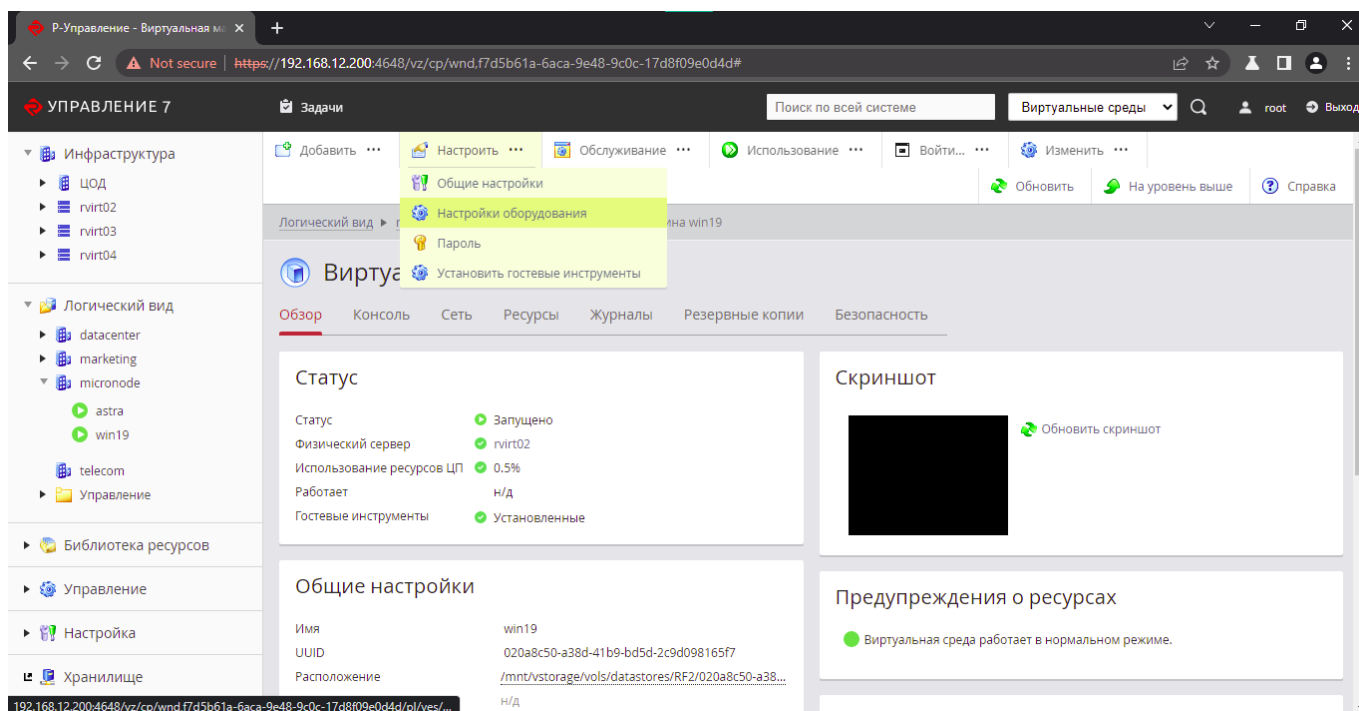 Р-Управление - Виртуальная ма
Not secure | https://192.168.12.200:4648/vz/cp/wnd.f7d5b61a-6aca-9e48-9c0c-17d8f09e0d4d#
УПРАВЛЕНИЕ 7
Задачи
Поиск по всей системе
Виртуальные среды
root
Выход
Инфраструктура
ЦОД
rvirt02
rvirt03
rvirt04
Логический вид
datacenter
marketing
micronode
astra
win19
telecom
Управление
Библиотека ресурсов
Управление
Настройка
Хранилище
Добавить ...
Настроить ...
Обслуживание ...
Использование ...
Войти... ...
Изменить ...
Общие настройки
Настройки оборудования
Пароль
Установить гостевые инструменты
Обновить
На уровень выше
Справка
Логический вид
win19
Обзор
Консоль
Сеть
Ресурсы
Журналы
Резервные копии
Безопасность
Статус
Статус Запущено
Физический сервер rvirt02
Использование ресурсов ЦП 0.5%
Работает н/д
Гостевые инструменты Установленные
Скриншот
Обновить скриншот
Общие настройки
Имя win19
UUID 020a8c50-a38d-41b9-bd5d-2c9d098165f7
Расположение /mnt/vstorage/vols/datastores/RF2/020a8c50-a38...
н/д
Предупреждения о ресурсах
Виртуальная среда работает в нормальном режиме.
192.168.12.200:4648/vz/cp/wnd.f7d5b61a-6aca-9e48-9c0c-17d8f09e0d4d/pl/ves/...